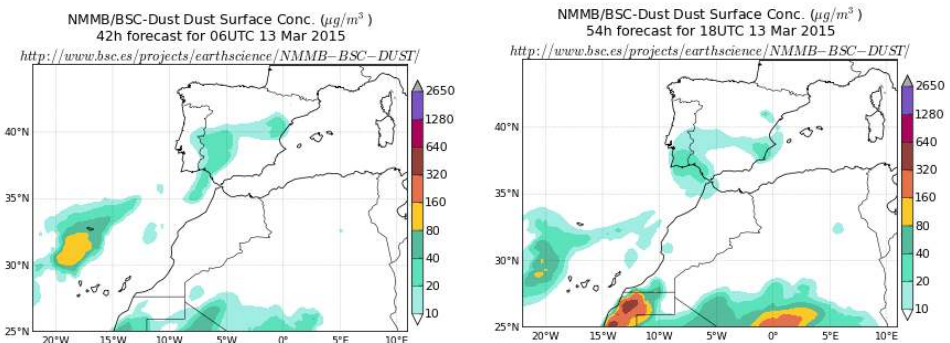 NMMB/BSC-Dust Dust Surface Conc. (μg/m³)
42h forecast for 06UTC 13 Mar 2015
http://www.bsc.es/projects/earthscience/NMMB-BSC-DUST/
40°N
35°N
30°N
25°N
20°W
15°W
10°W
5°W
0°E
5°E
10°E
2650
1280
640
320
160
80
40
20
10
NMMB/BSC-Dust Dust Surface Conc. (μg/m³)
54h forecast for 18UTC 13 Mar 2015
http://www.bsc.es/projects/earthscience/NMMB-BSC-DUST/
40°N
35°N
30°N
25°N
20°W
15°W
10°W
5°W
0°E
5°E
10°E
2650
1280
640
320
160
80
40
20
10